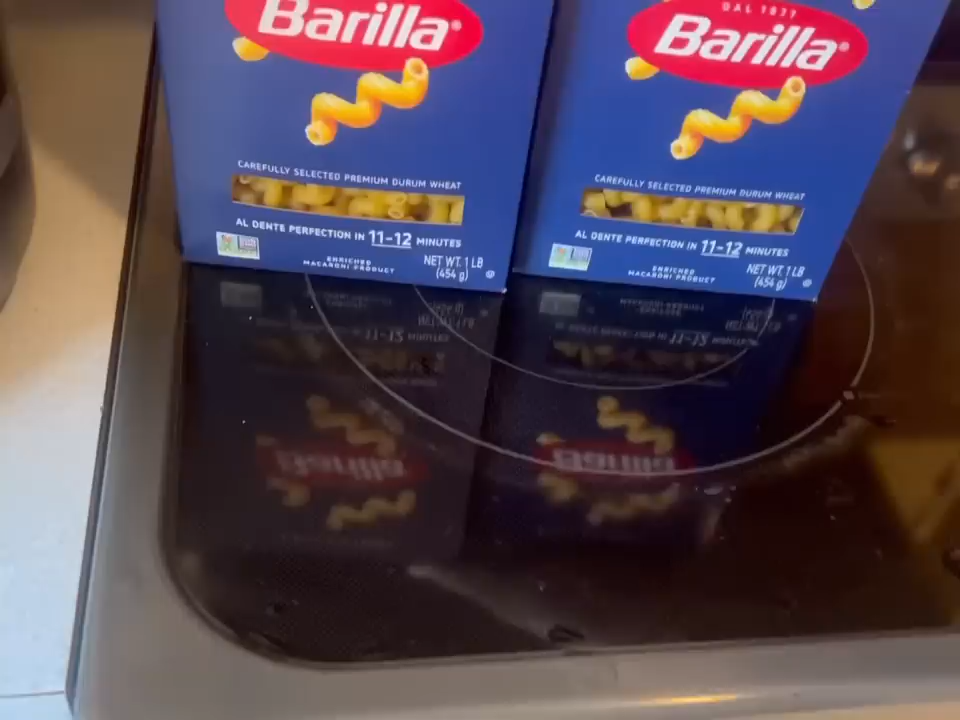 Barilla®
CAREFULLY SELECTED PREMIUM DURUM WHEAT
AL DENTE PERFECTION IN 11-12 MINUTES
ENRICHED
MACARONI PRODUCT
NET WT. 1 LB
(454 g)
DAL 1877
Barilla®
CAREFULLY SELECTED PREMIUM DURUM WHEAT
AL DENTE PERFECTION IN 11-12 MINUTES
ENRICHED
MACARONI PRODUCT
NET WT. 1 LB
(454 g)